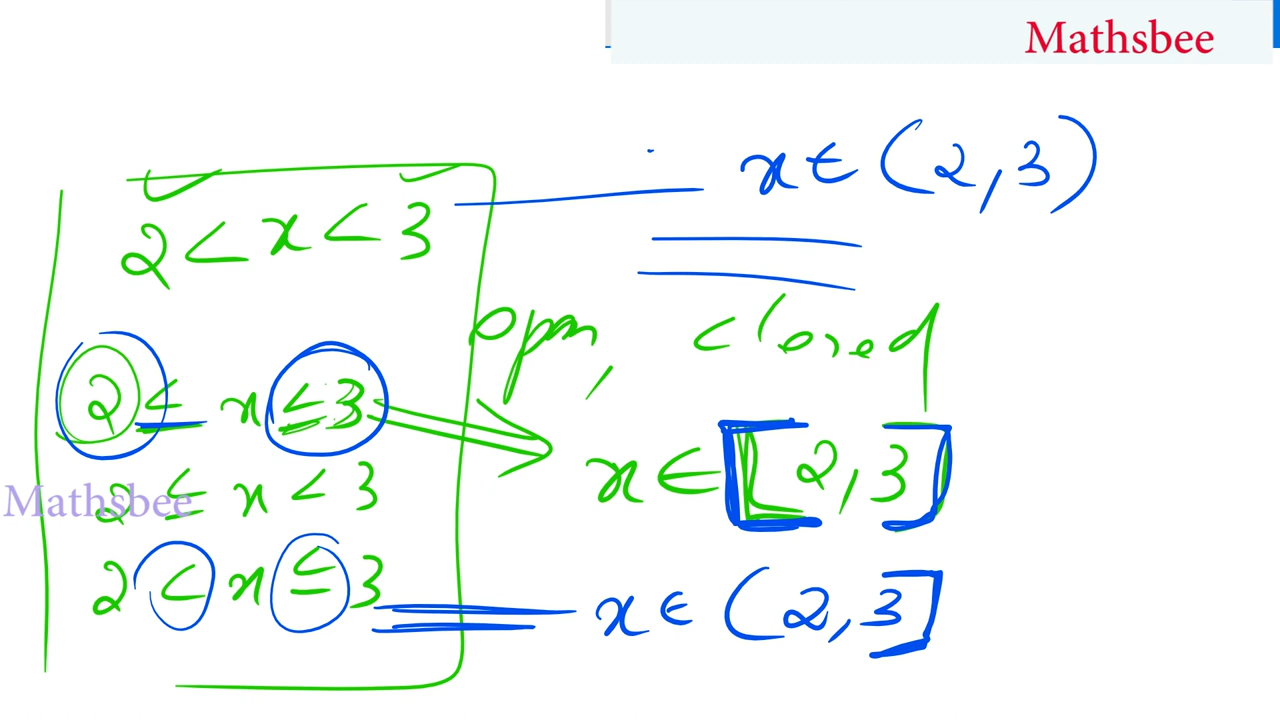 Mathsbee
2 < x < 3
x ∈ (2, 3)
open, closed
2 ≤ x ≤ 3
x ∈ [2, 3]
2 ≤ x < 3
Mathsbee
2 < x ≤ 3
x ∈ (2, 3]